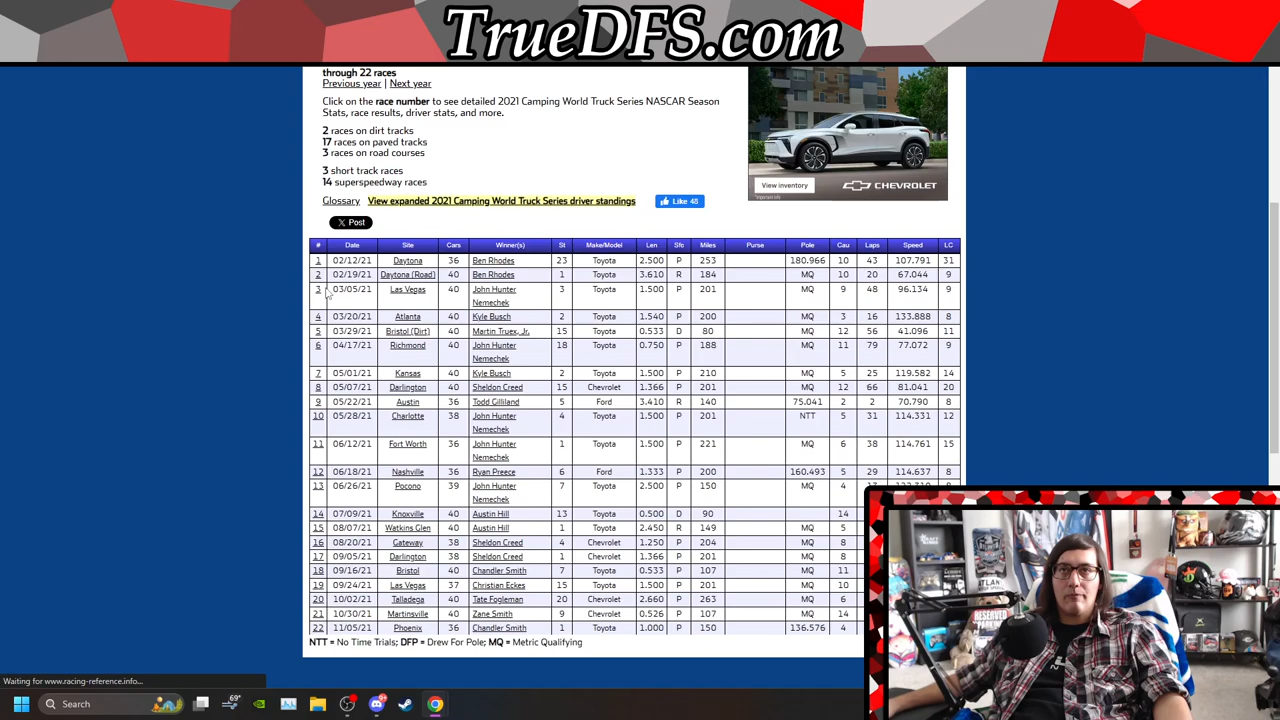 TrueDFS.com
through 22 races
Previous year | Next year
Click on the race number to see detailed 2021 Camping World Truck Series NASCAR Season
Stats, race results, driver stats, and more.
2 races on dirt tracks
17 races on paved tracks
3 races on road courses
3 short track races
14 superspeedway races
View inventory
CHEVROLET
Glossary View expanded 2021 Camping World Truck Series driver standings Like 48
X Post
# Date Site Cars Winner(s) St Make/Model Len Sfc Miles Purse Pole Cau Laps Speed LC
1 02/12/21 Daytona 36 Ben Rhodes 23 Toyota 2.500 P 253 180.966 10 43 107.791 31
2 02/19/21 Daytona (Road) 40 Ben Rhodes 1 Toyota 3.610 R 184 MQ 10 20 67.044 9
3 03/05/21 Las Vegas 40 John Hunter 3 Toyota 1.500 P 201 MQ 9 48 96.134 9
Nemechek
4 03/20/21 Atlanta 40 Kyle Busch 2 Toyota 1.540 P 200 MQ 3 16 133.888 8
5 03/29/21 Bristol (Dirt) 40 Martin Truex, Jr. 15 Toyota 0.533 D 80 MQ 12 56 41.096 11
6 04/17/21 Richmond 40 John Hunter 18 Toyota 0.750 P 188 MQ 11 79 77.072 9
Nemechek
7 05/01/21 Kansas 40 Kyle Busch 2 Toyota 1.500 P 210 MQ 5 25 119.582 14
8 05/07/21 Darlington 40 Sheldon Creed 15 Chevrolet 1.366 P 201 MQ 12 66 81.041 20
9 05/22/21 Austin 36 Todd Gilliland 5 Ford 3.410 R 140 75.041 2 2 70.790 8
10 05/28/21 Charlotte 38 John Hunter 4 Toyota 1.500 P 201 NTT 5 31 114.331 12
Nemechek
11 06/12/21 Fort Worth 36 John Hunter 1 Toyota 1.500 P 221 MQ 6 38 114.761 15
Nemechek
12 06/18/21 Nashville 36 Ryan Preece 6 Ford 1.333 P 200 160.493 5 29 114.637 8
13 06/26/21 Pocono 39 John Hunter 7 Toyota 2.500 P 150 MQ 4
Nemechek
14 07/09/21 Knoxville 40 Austin Hill 13 Toyota 0.500 D 90 14
15 08/07/21 Watkins Glen 40 Austin Hill 1 Toyota 2.450 R 149 MQ 5
16 08/20/21 Gateway 38 Sheldon Creed 4 Chevrolet 1.250 P 204 MQ 8
17 09/05/21 Darlington 38 Sheldon Creed 1 Chevrolet 1.366 P 201 MQ 8
18 09/16/21 Bristol 40 Chandler Smith 7 Toyota 0.533 P 107 MQ 11
19 09/24/21 Las Vegas 37 Christian Eckes 15 Toyota 1.500 P 201 MQ 10
20 10/02/21 Talladega 40 Tate Fogleman 20 Chevrolet 2.660 P 263 MQ 6
21 10/30/21 Martinsville 40 Zane Smith 9 Chevrolet 0.526 P 107 MQ 14
22 11/05/21 Phoenix 40 Chandler Smith 1 Toyota 1.000 P 150 136.576 4
NTT = No Time Trials; DFP = Drew For Pole; MQ = Metric Qualifying
Waiting for www.racing-reference.info...
Search
69°